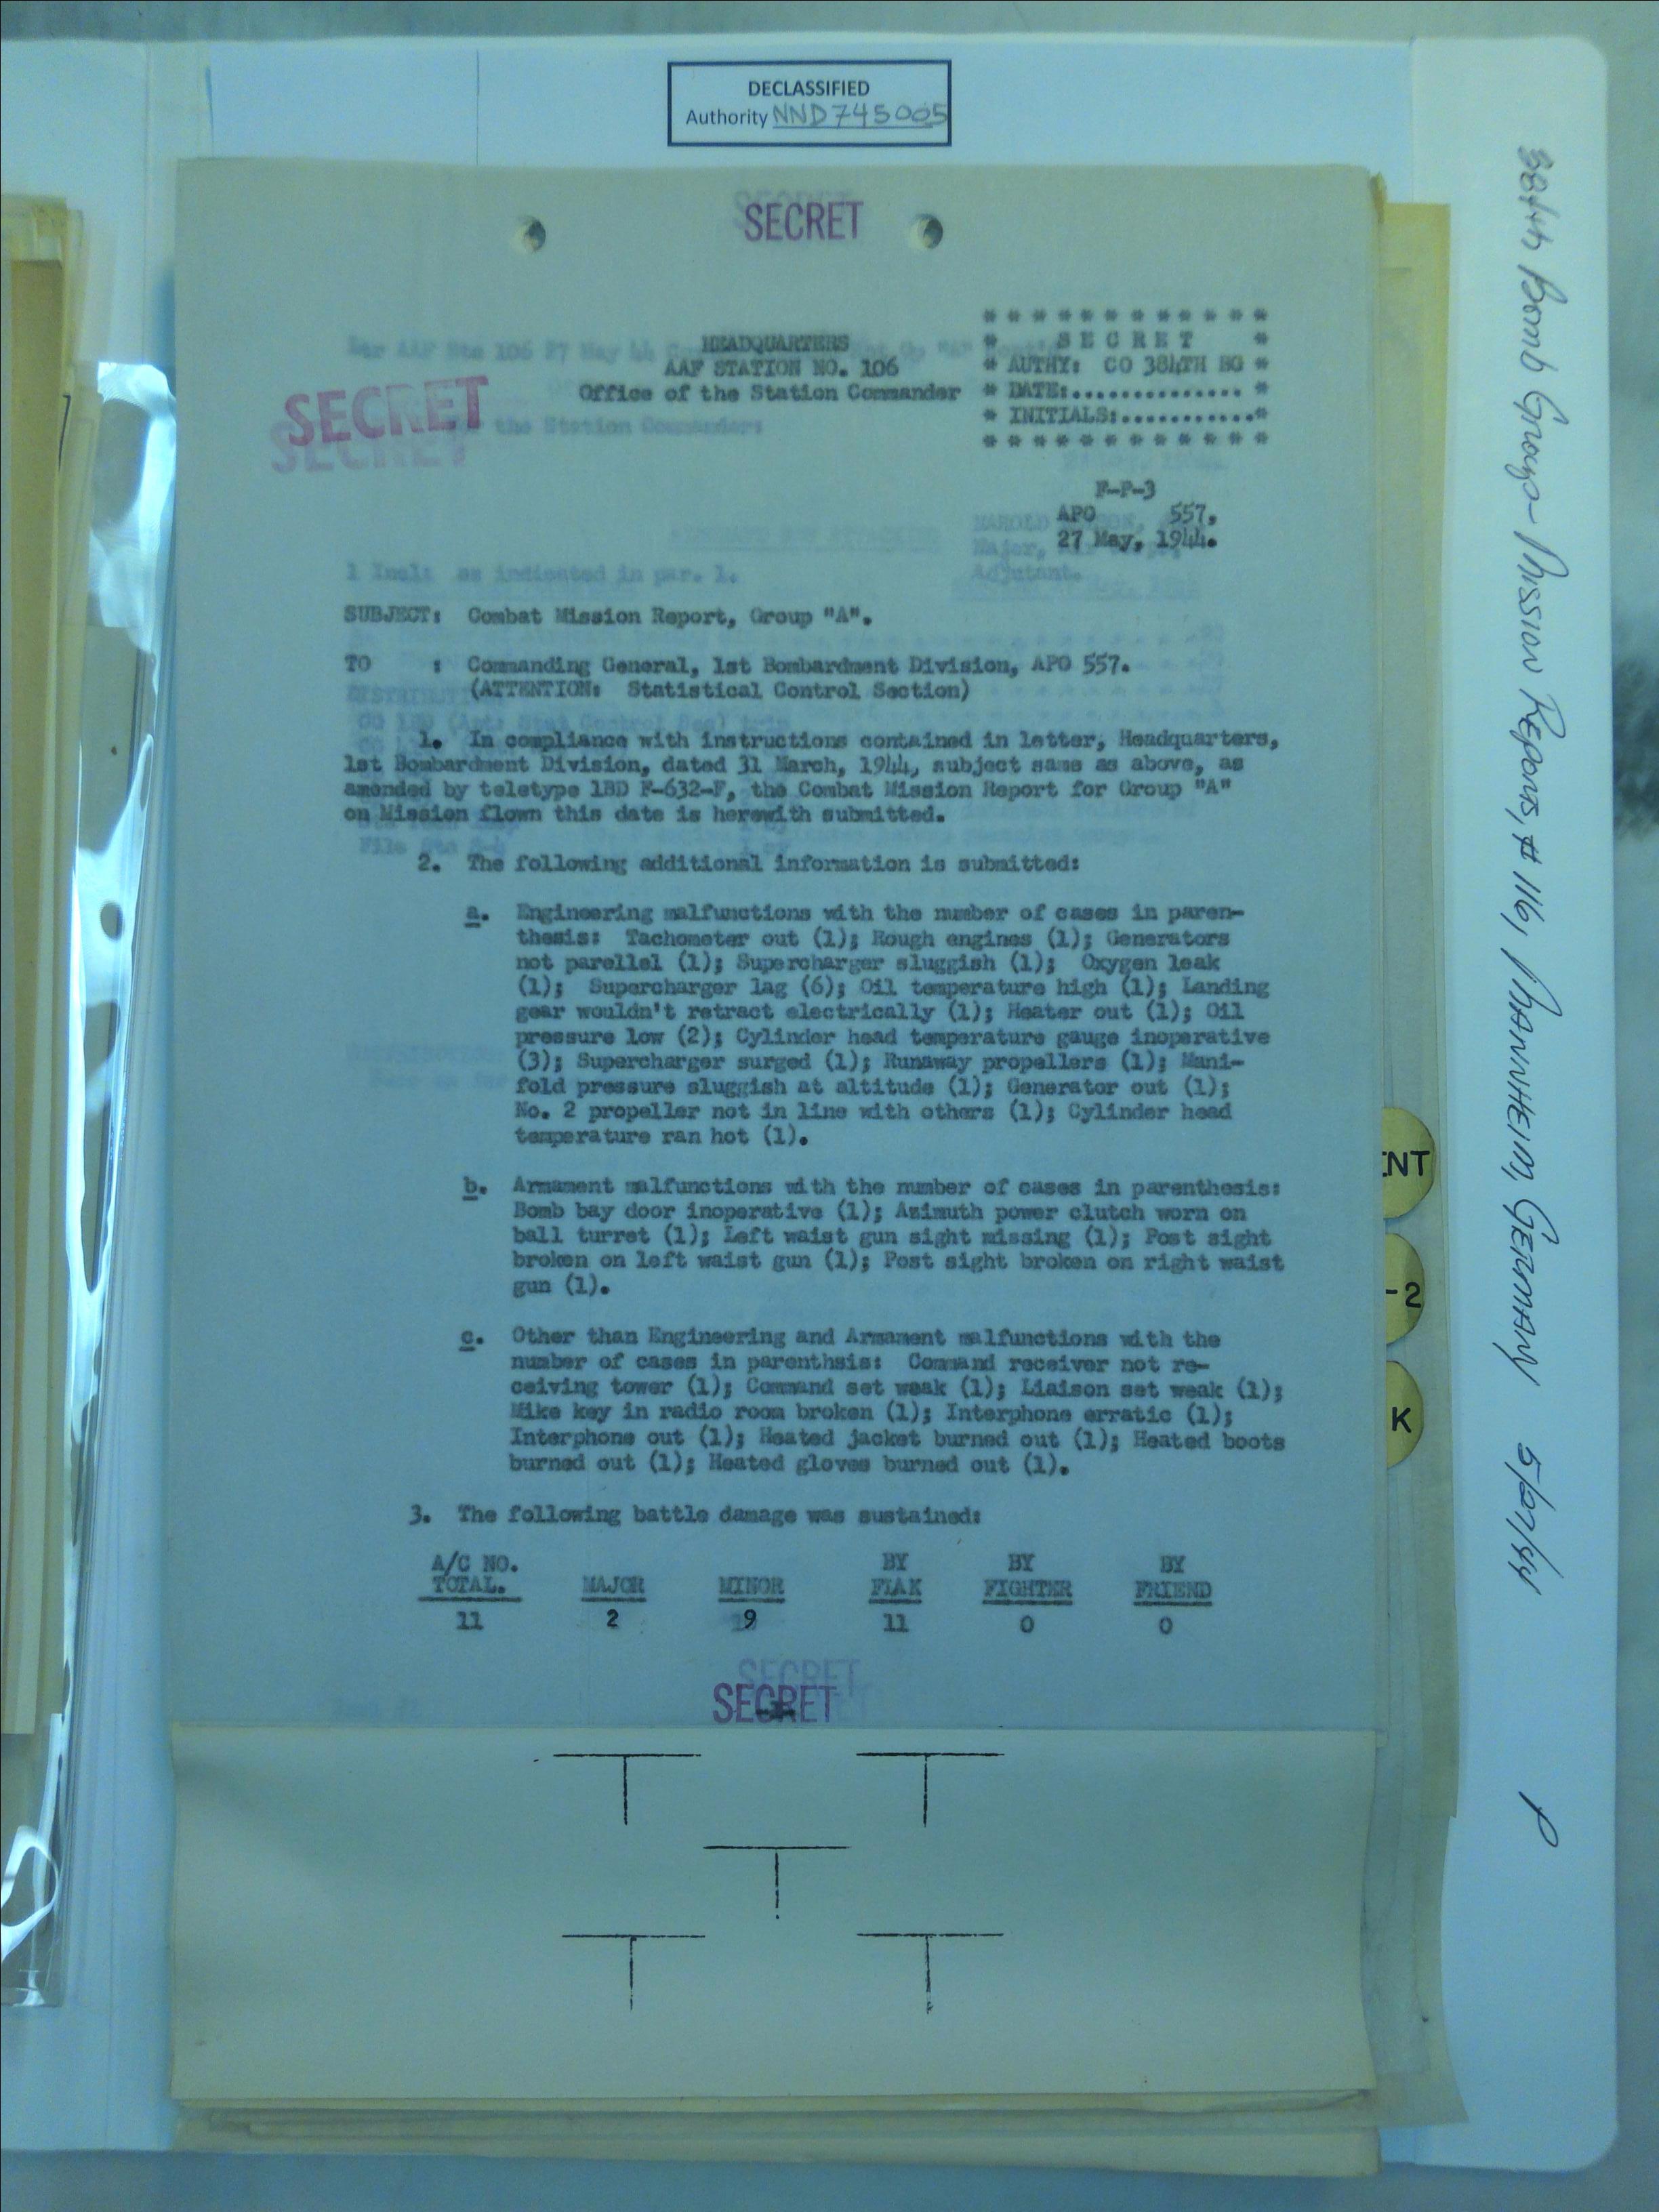 DECLASSIFIED
Authority NND745005
SECRET
HEADQUARTERS
AAF STATION NO. 106
Office of the Station Commander
* * * * * * * * * * * *
* S E C R E T *
* AUTHY: CO 384TH BG *
* DATE:.............. *
* INITIALS:...........*
* * * * * * * * * * * *
SECRET
the Station Commander:
F-P-3
APO 557,
27 May, 1944.
1 Incl: as indicated in par. 1.
Adjutant.
SUBJECT: Combat Mission Report, Group "A".
TO : Commanding General, 1st Bombardment Division, APO 557.
(ATTENTION: Statistical Control Section)
1. In compliance with instructions contained in letter, Headquarters,
1st Bombardment Division, dated 31 March, 1944, subject same as above, as
amended by teletype 1BD F-632-F, the Combat Mission Report for Group "A"
on Mission flown this date is herewith submitted.
2. The following additional information is submitted:
a. Engineering malfunctions with the number of cases in paren-
thesis: Tachometer out (1); Rough engines (1); Generators
not parellel (1); Supercharger sluggish (1); Oxygen leak
(1); Supercharger lag (6); Oil temperature high (1); Landing
gear wouldn't retract electrically (1); Heater out (1); Oil
pressure low (2); Cylinder head temperature gauge inoperative
(3); Supercharger surged (1); Runaway propellers (1); Mani-
fold pressure sluggish at altitude (1); Generator out (1);
No. 2 propeller not in line with others (1); Cylinder head
temperature ran hot (1).
b. Armament malfunctions with the number of cases in parenthesis:
Bomb bay door inoperative (1); Azimuth power clutch worn on
ball turret (1); Left waist gun sight missing (1); Post sight
broken on left waist gun (1); Post sight broken on right waist
gun (1).
c. Other than Engineering and Armament malfunctions with the
number of cases in parenthsis: Command receiver not re-
ceiving tower (1); Command set weak (1); Liaison set weak (1);
Mike key in radio room broken (1); Interphone erratic (1);
Interphone out (1); Heated jacket burned out (1); Heated boots
burned out (1); Heated gloves burned out (1).
3. The following battle damage was sustained:
A/C NO. BY BY BY
TOTAL. MAJOR MINOR FLAK FIGHTER FRIEND
11 2 9 11 0 0
SECRET
NT
-2
K
384th Bomb Group - Mission Reports, # 116, MANNHEIM, GERMANY 5/27/44 P